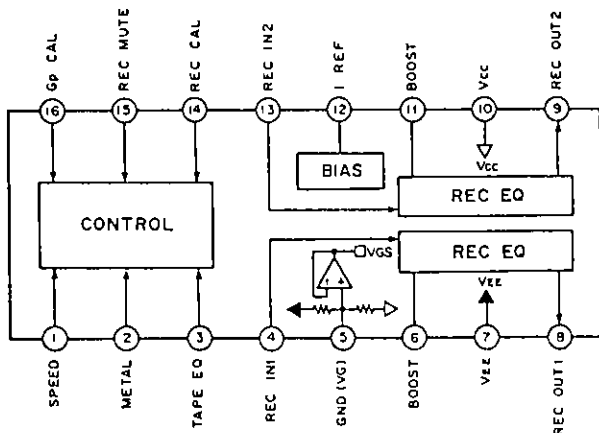 Gp CAL
REC MUTE
REC CAL
REC IN2
I REF
BOOST
VCC
REC OUT2
16
15
14
13
12
11
10
9
BIAS
VCC
REC EQ
CONTROL
REC EQ
VGS
- +
VEE
1
2
3
4
5
6
7
8
SPEED
METAL
TAPE EQ
REC IN1
GND (VG)
BOOST
VEE
REC OUT1